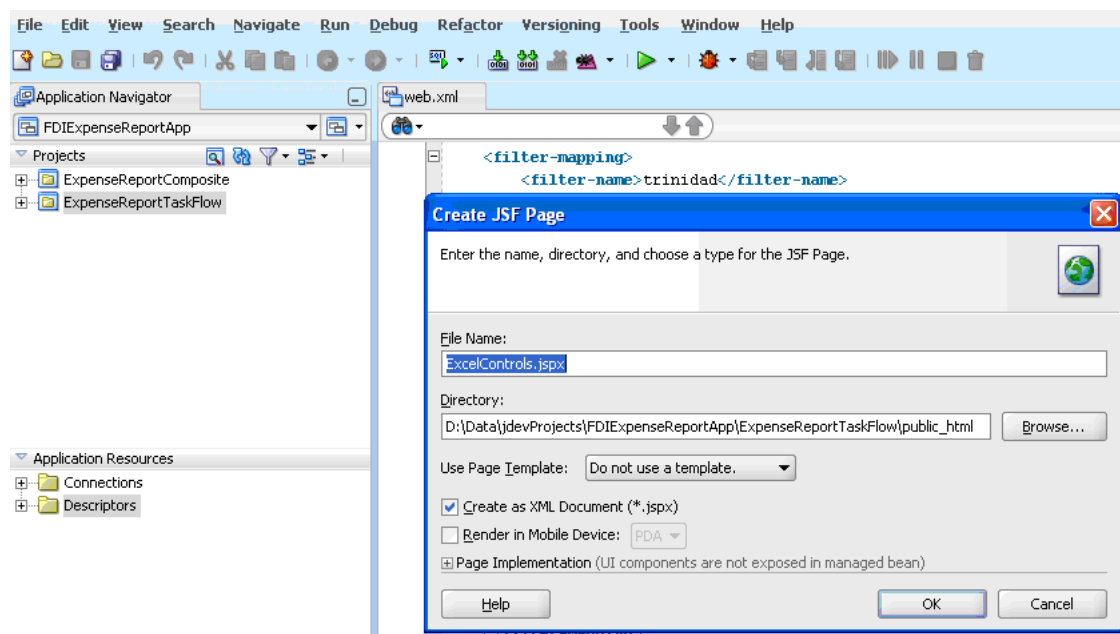 File Edit View Search Navigate Run Debug Refactor Versioning Tools Window Help
Application Navigator
web.xml
FDIExpenseReportApp
Projects
ExpenseReportComposite
ExpenseReportTaskFlow
<filter-mapping>
<filter-name>trinidad</filter-name>
Create JSF Page
Enter the name, directory, and choose a type for the JSF Page.
File Name:
ExcelControls.jspx
Directory:
D:\Data\jdevProjects\FDIExpenseReportApp\ExpenseReportTaskFlow\public_html
Browse...
Use Page Template: Do not use a template.
Create as XML Document (*.jspx)
Render in Mobile Device: PDA
Page Implementation (UI components are not exposed in managed bean)
Help OK Cancel
Application Resources
Connections
Descriptors